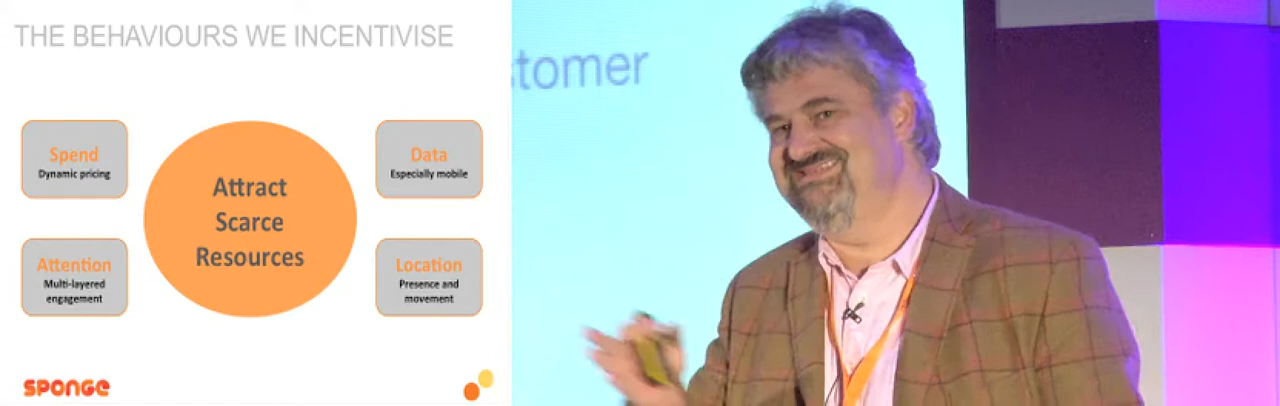 THE BEHAVIOURS WE INCENTIVISE
Spend
Dynamic pricing
Data
Especially mobile
Attract
Scarce
Resources
Attention
Multi-layered
engagement
Location
Presence and
movement
SPONGE
stomer